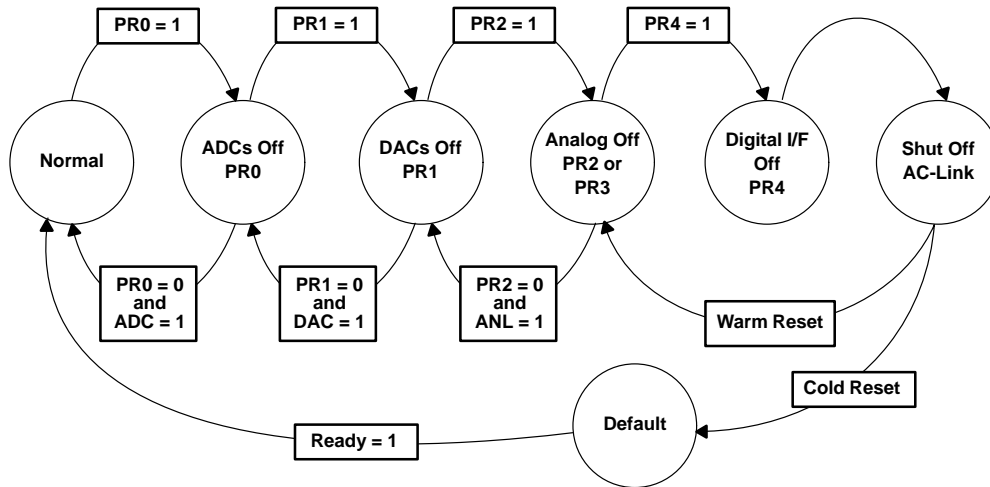 PR0 = 1
PR1 = 1
PR2 = 1
PR4 = 1
Normal
ADCs Off
PR0
DACs Off
PR1
Analog Off
PR2 or
PR3
Digital I/F
Off
PR4
Shut Off
AC-Link
PR0 = 0
and
ADC = 1
PR1 = 0
and
DAC = 1
PR2 = 0
and
ANL = 1
Warm Reset
Cold Reset
Default
Ready = 1